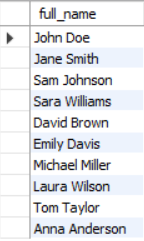 full_name
John Doe
Jane Smith
Sam Johnson
Sara Williams
David Brown
Emily Davis
Michael Miller
Laura Wilson
Tom Taylor
Anna Anderson